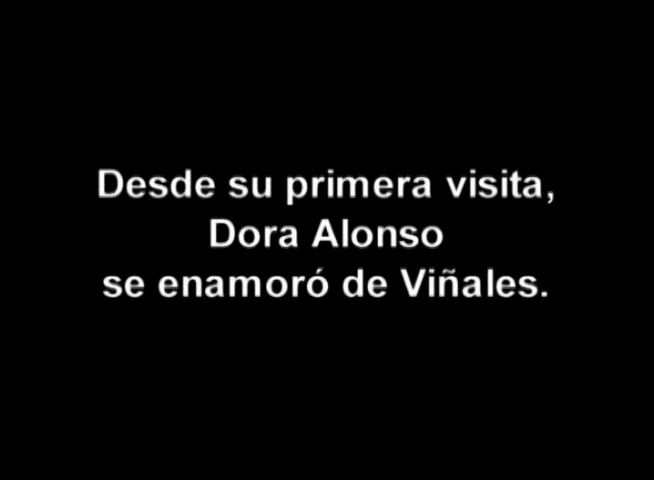 Desde su primera visita,
Dora Alonso
se enamoró de Viñales.